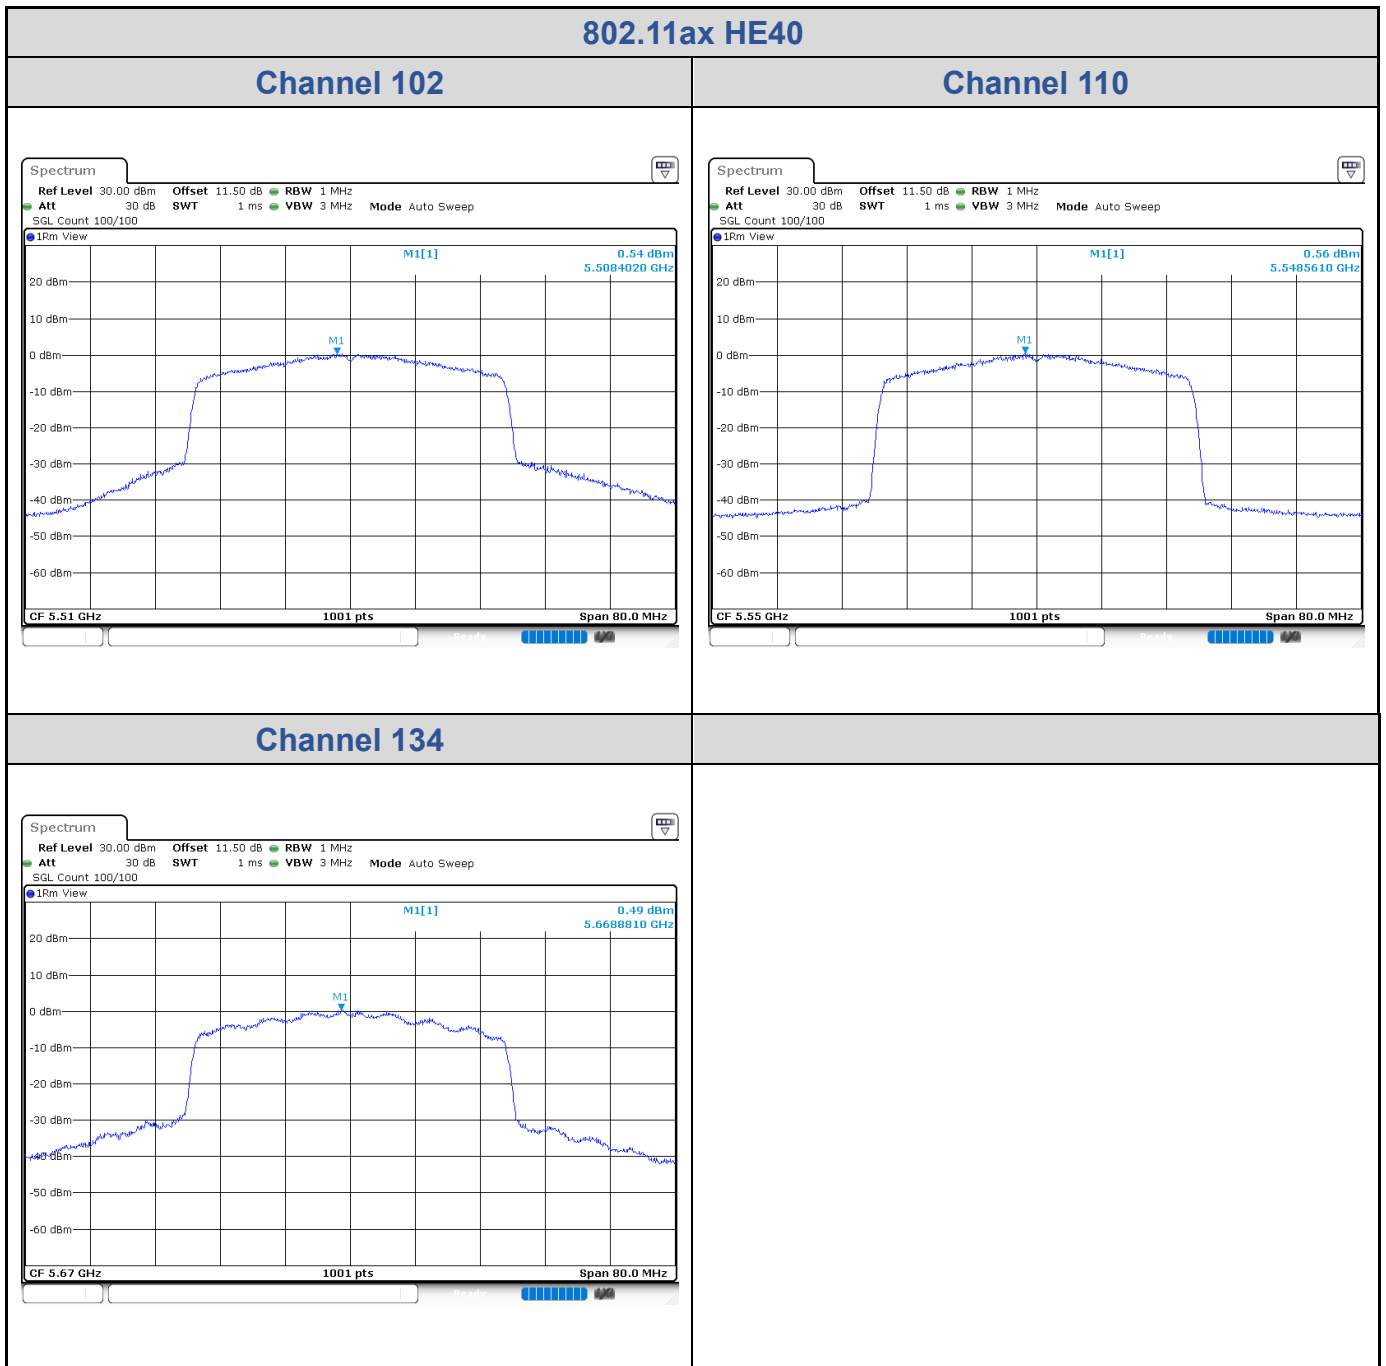 802.11ax HE40
Channel 102
Channel 110
Spectrum
Ref Level 30.00 dBm Offset 11.50 dB RBW 1 MHz
Att 30 dB SWT 1 ms VBW 3 MHz Mode Auto Sweep
SGL Count 100/100
1Rm View
M1[1] 0.54 dBm
5.5084020 GHz
20 dBm
10 dBm
M1
0 dBm
-10 dBm
-20 dBm
-30 dBm
-40 dBm
-50 dBm
-60 dBm
CF 5.51 GHz 1001 pts Span 80.0 MHz
Ready
Spectrum
Ref Level 30.00 dBm Offset 11.50 dB RBW 1 MHz
Att 30 dB SWT 1 ms VBW 3 MHz Mode Auto Sweep
SGL Count 100/100
1Rm View
M1[1] 0.56 dBm
5.5485610 GHz
20 dBm
10 dBm
M1
0 dBm
-10 dBm
-20 dBm
-30 dBm
-40 dBm
-50 dBm
-60 dBm
CF 5.55 GHz 1001 pts Span 80.0 MHz
Ready
Channel 134
Spectrum
Ref Level 30.00 dBm Offset 11.50 dB RBW 1 MHz
Att 30 dB SWT 1 ms VBW 3 MHz Mode Auto Sweep
SGL Count 100/100
1Rm View
M1[1] 0.49 dBm
5.6688810 GHz
20 dBm
10 dBm
M1
0 dBm
-10 dBm
-20 dBm
-30 dBm
-40 dBm
-50 dBm
-60 dBm
CF 5.67 GHz 1001 pts Span 80.0 MHz
Ready